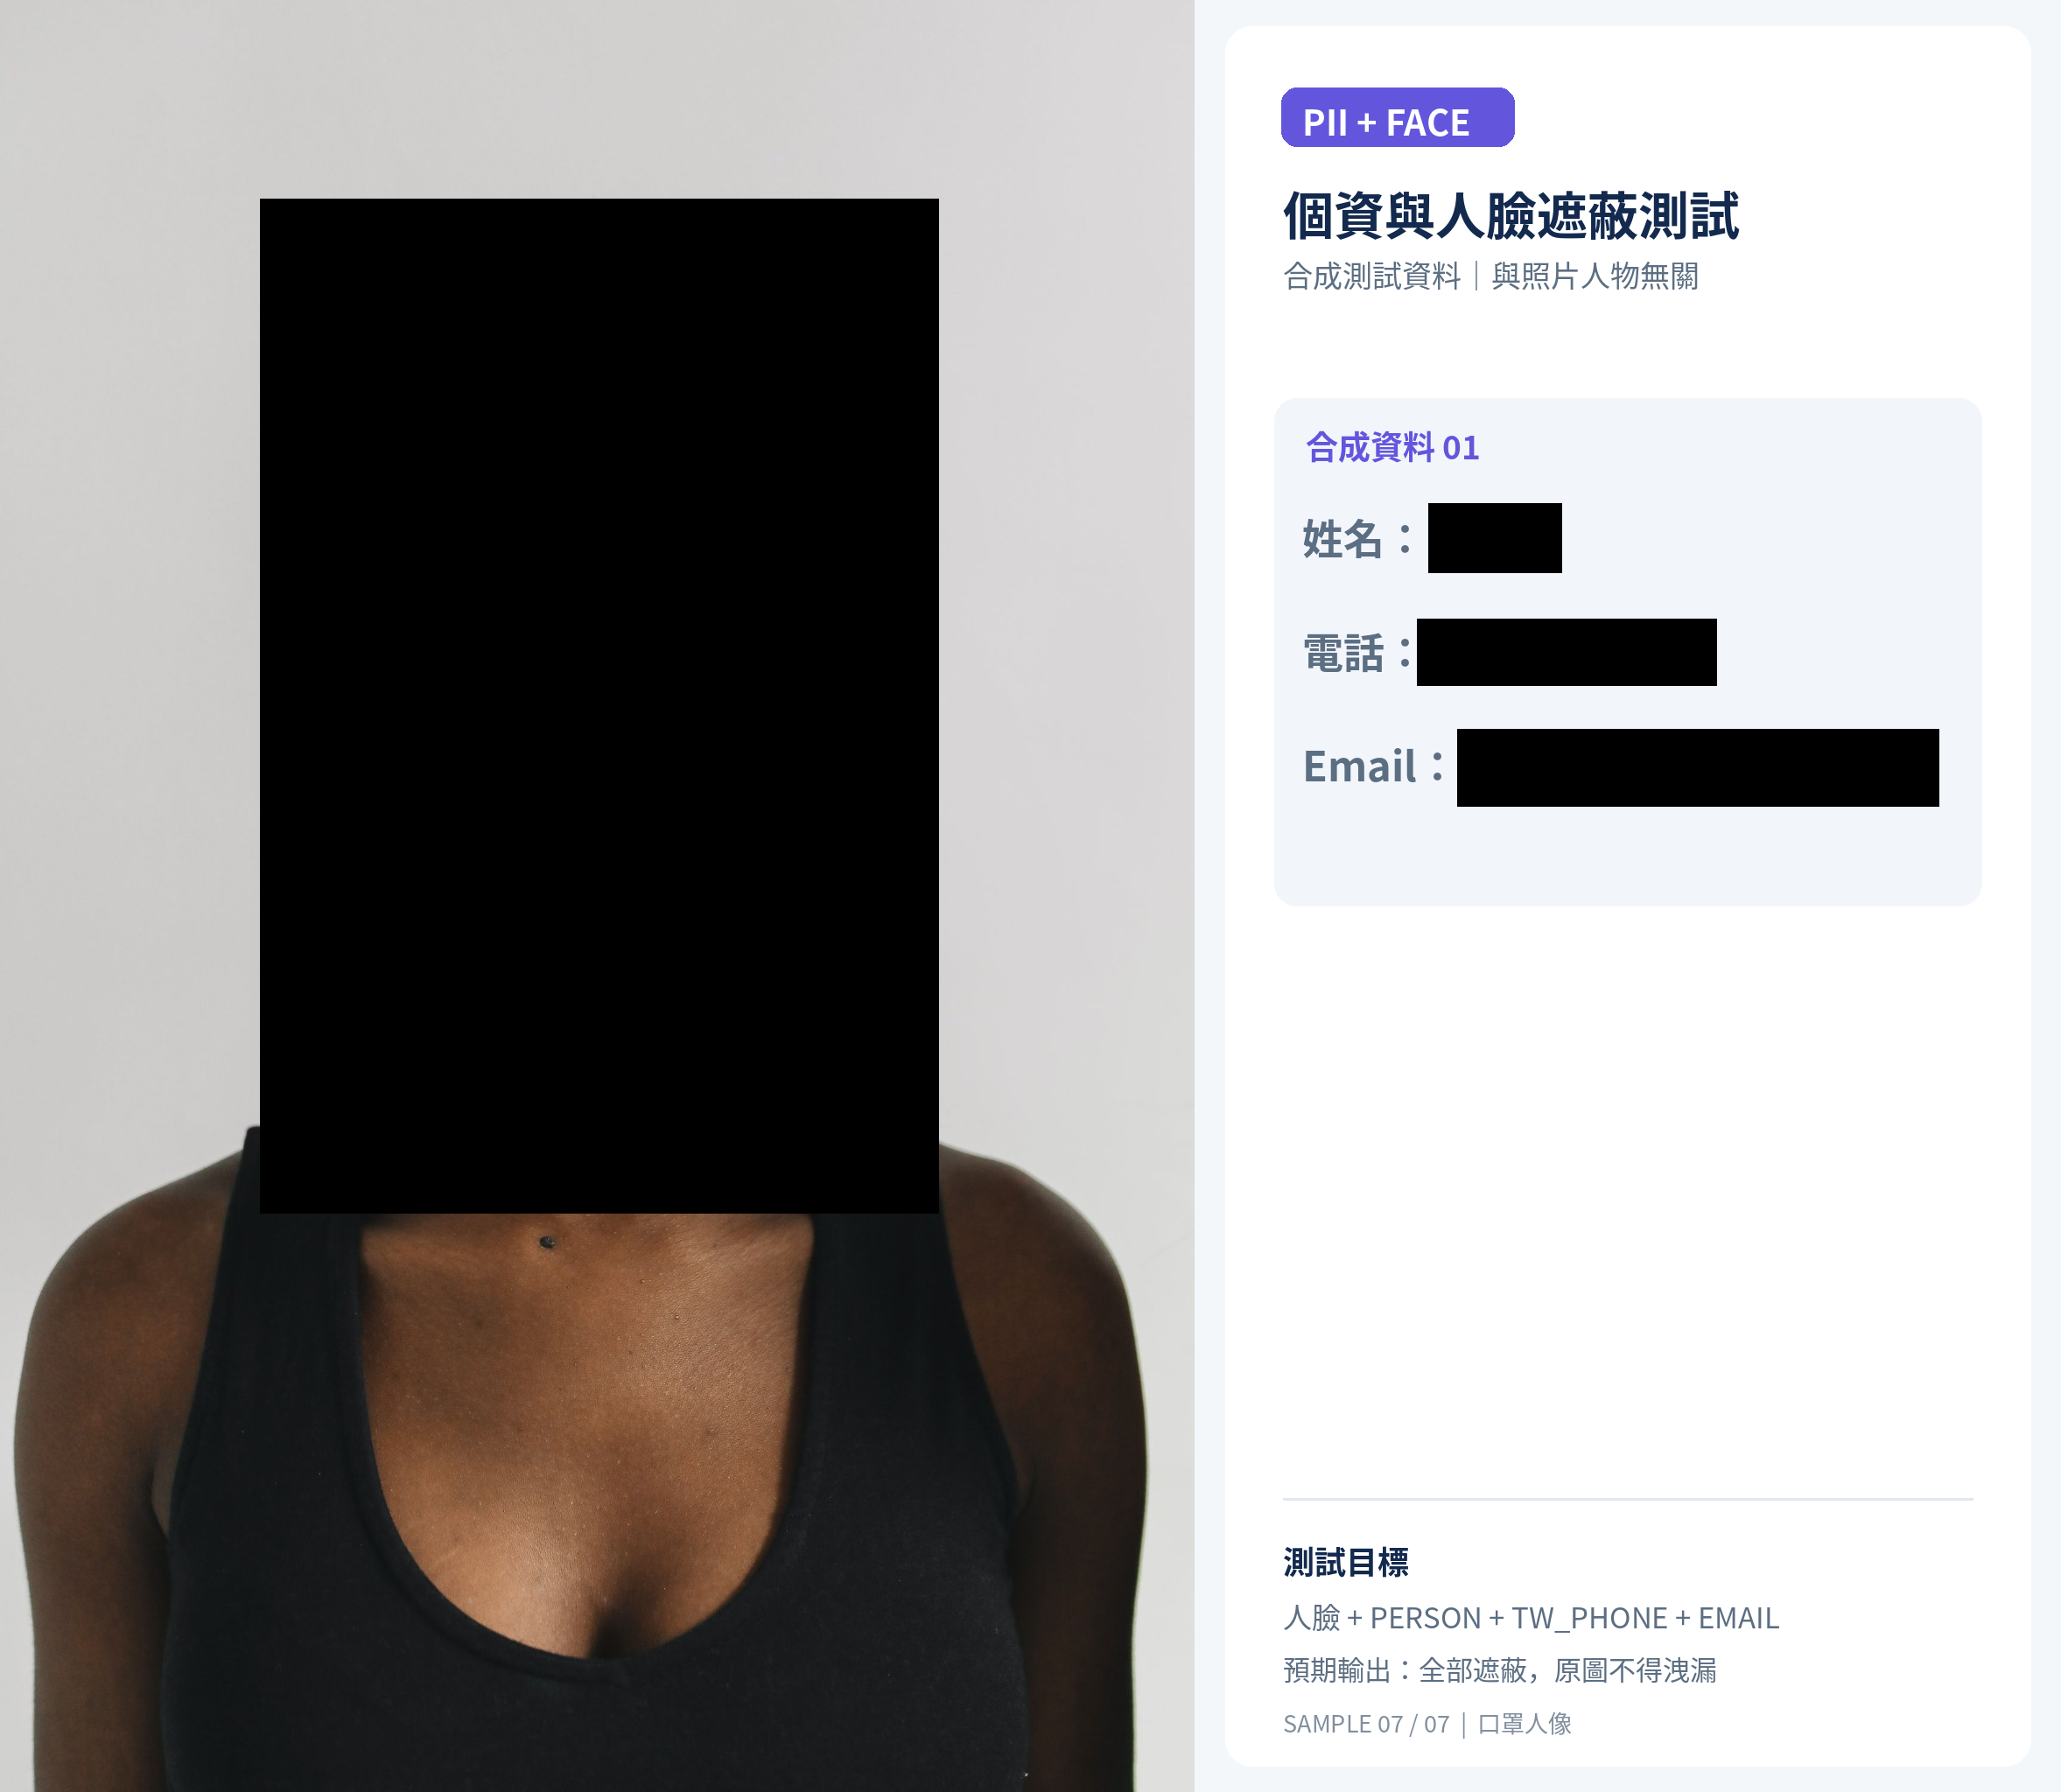 PII + FACE
個資與人臉遮蔽測試
合成測試資料｜與照片人物無關
合成資料 01
姓名：
電話：
Email：
測試目標
人臉 + PERSON + TW_PHONE + EMAIL
預期輸出：全部遮蔽，原圖不得洩漏
SAMPLE 07 / 07｜口罩人像